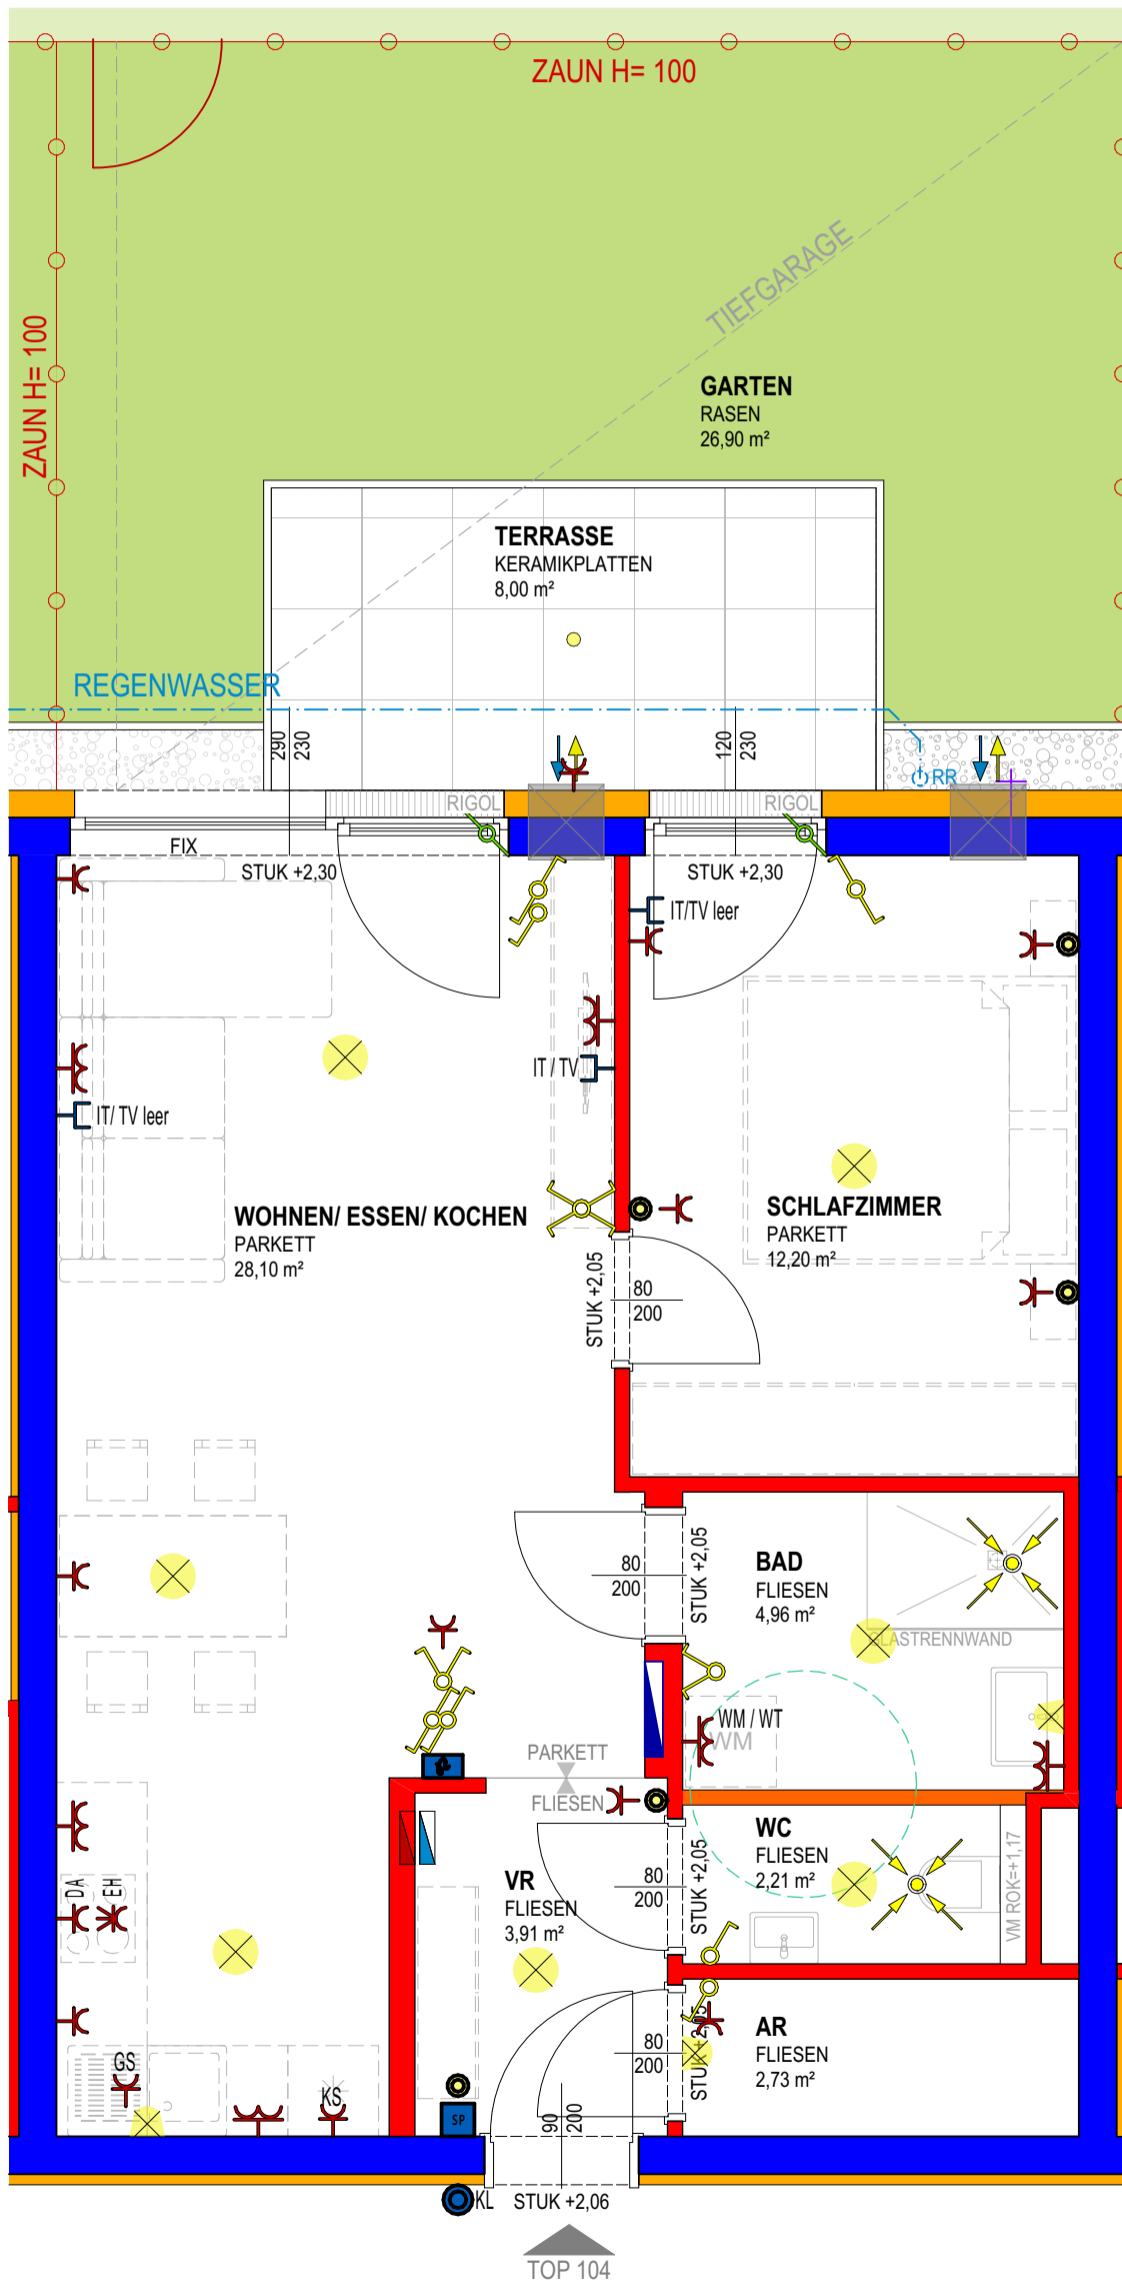 ZAUN H= 100
ZAUN H= 100
TIEFGARAGE
GARTEN
RASEN
26,90 m²
TERRASSE
KERAMIKPLATTEN
8,00 m²
REGENWASSER
290
230
120
230
RR
RIGOL
RIGOL
FIX
STUK +2,30
STUK +2,30
IT/TV leer
IT / TV
IT/ TV leer
WOHNEN/ ESSEN/ KOCHEN
PARKETT
28,10 m²
SCHLAFZIMMER
PARKETT
12,20 m²
STUK +2,05
80
200
80
200
STUK +2,05
BAD
FLIESEN
4,96 m²
GLASTRENNWAND
WM / WT
WM
PARKETT
FLIESEN
WC
FLIESEN
2,21 m²
VM ROK=+1,17
80
200
STUK +2,05
VR
FLIESEN
3,91 m²
DA
EH
AR
FLIESEN
2,73 m²
80
200
STUK +2,05
GS
KS
SP
90
200
KL
STUK +2,06
TOP 104